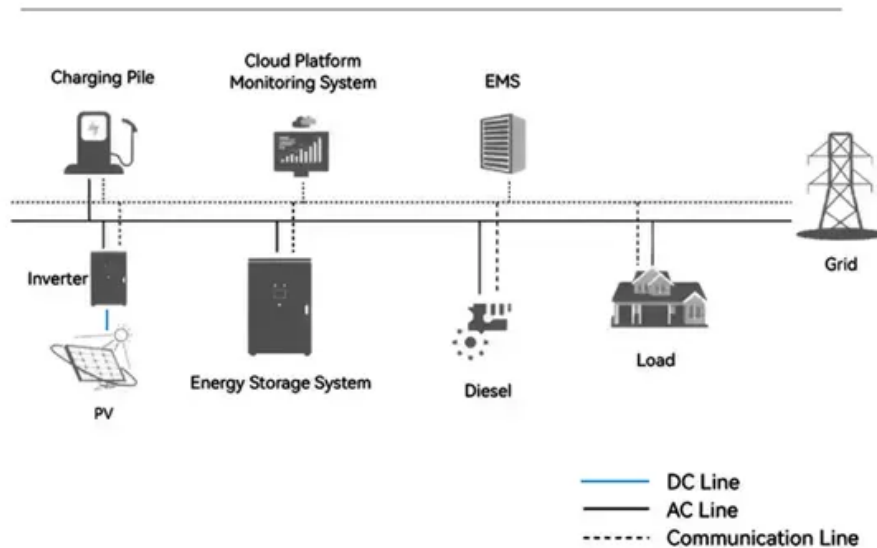 Charging Pile
Cloud Platform
Monitoring System
EMS
Inverter
Grid
Energy Storage System
Load
Diesel
PV
DC Line
AC Line
Communication Line